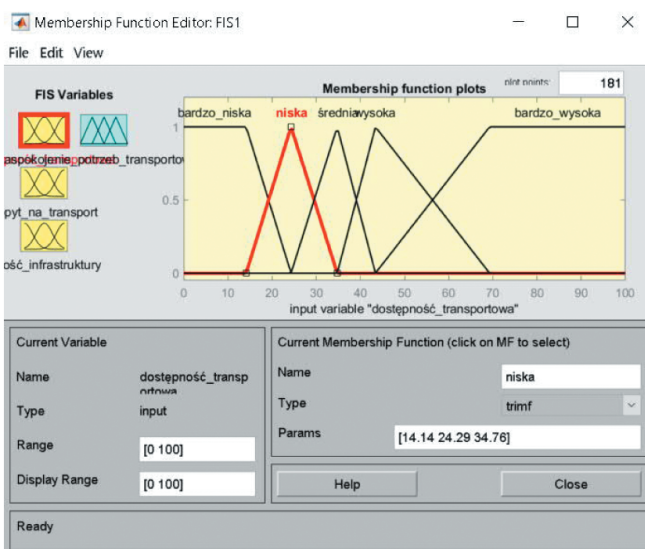 Membership Function Editor: FIS1
File Edit View
FIS Variables
Membership function plots
plot points:
181
bardzo_niska
niska
średnia
wysoka
bardzo_wysoka
1
0.5
0
0 10 20 30 40 50 60 70 80 90 100
input variable "dostępność_transportowa"
potrzeb_transportow
pyt_na_transport
ość_infrastruktury
Current Variable
Name
dostępność_transp
ortowa
Type
input
Range
[0 100]
Display Range
[0 100]
Current Membership Function (click on MF to select)
Name
niska
Type
trimf
Params
[14.14 24.29 34.76]
Help
Close
Ready